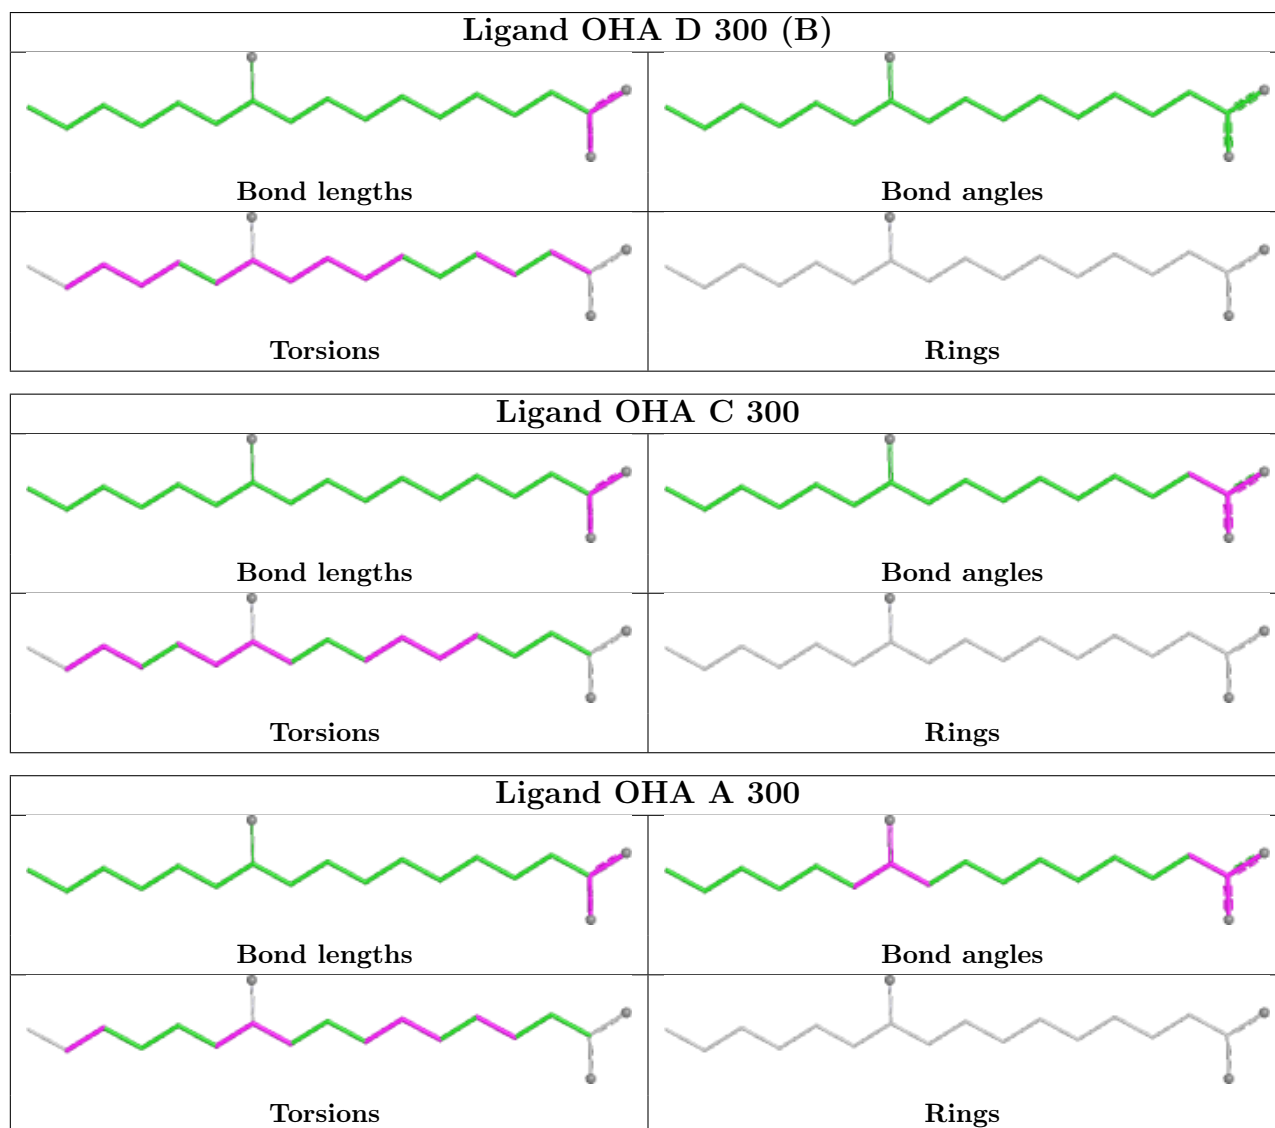 Ligand OHA D 300 (B)
Bond lengths
Bond angles
Torsions
Rings
Ligand OHA C 300
Bond lengths
Bond angles
Torsions
Rings
Ligand OHA A 300
Bond lengths
Bond angles
Torsions
Rings